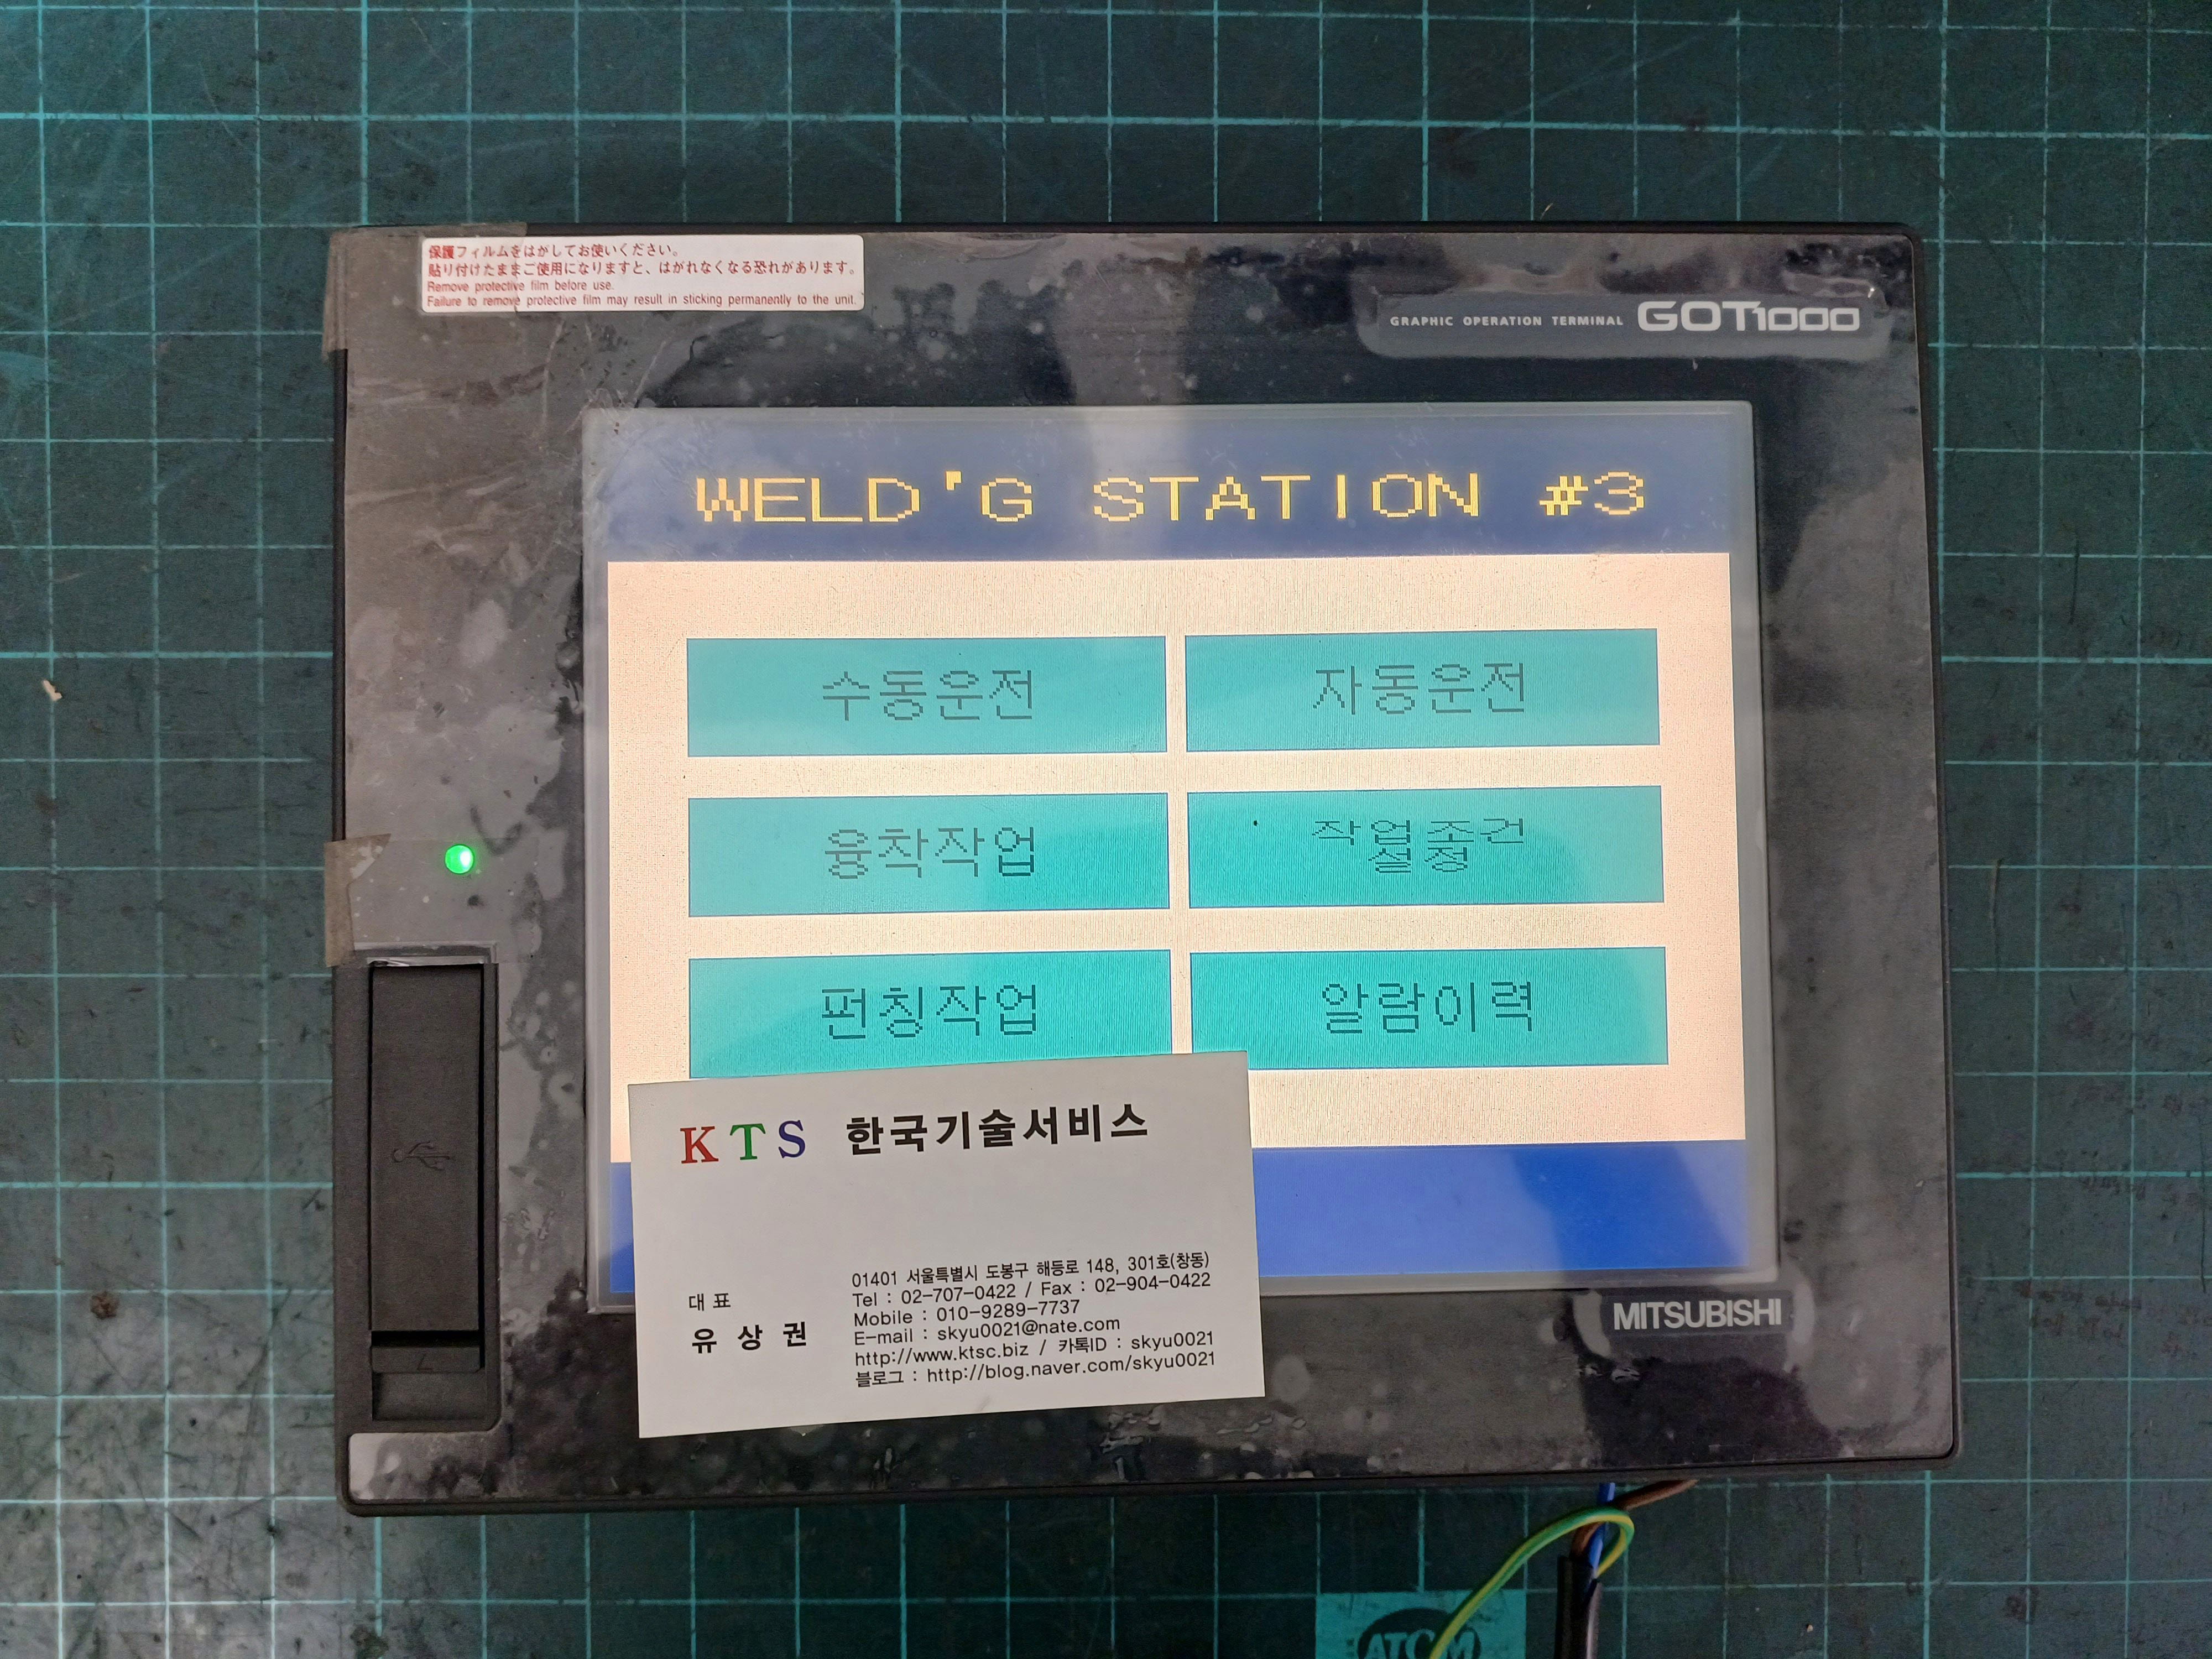 保護フィルムをはがしてお使いください。
貼り付けたままご使用になりますと、はがれなくなる恐れがあります。
Remove protective film before use.
Failure to remove protective film may result in sticking permanently to the unit.
GRAPHIC OPERATION TERMINAL GOT1000
WELD'G STATION #3
수동운전
자동운전
융착작업
작업조건
설정
펀칭작업
알람이력
KTS 한국기술서비스
대표
유상권
01401 서울특별시 도봉구 해등로 148, 301호(창동)
Tel : 02-707-0422 / Fax : 02-904-0422
Mobile : 010-9289-7737
E-mail : skyu0021@nate.com
http://www.ktsc.biz / 카톡ID : skyu0021
블로그 : http://blog.naver.com/skyu0021
MITSUBISHI